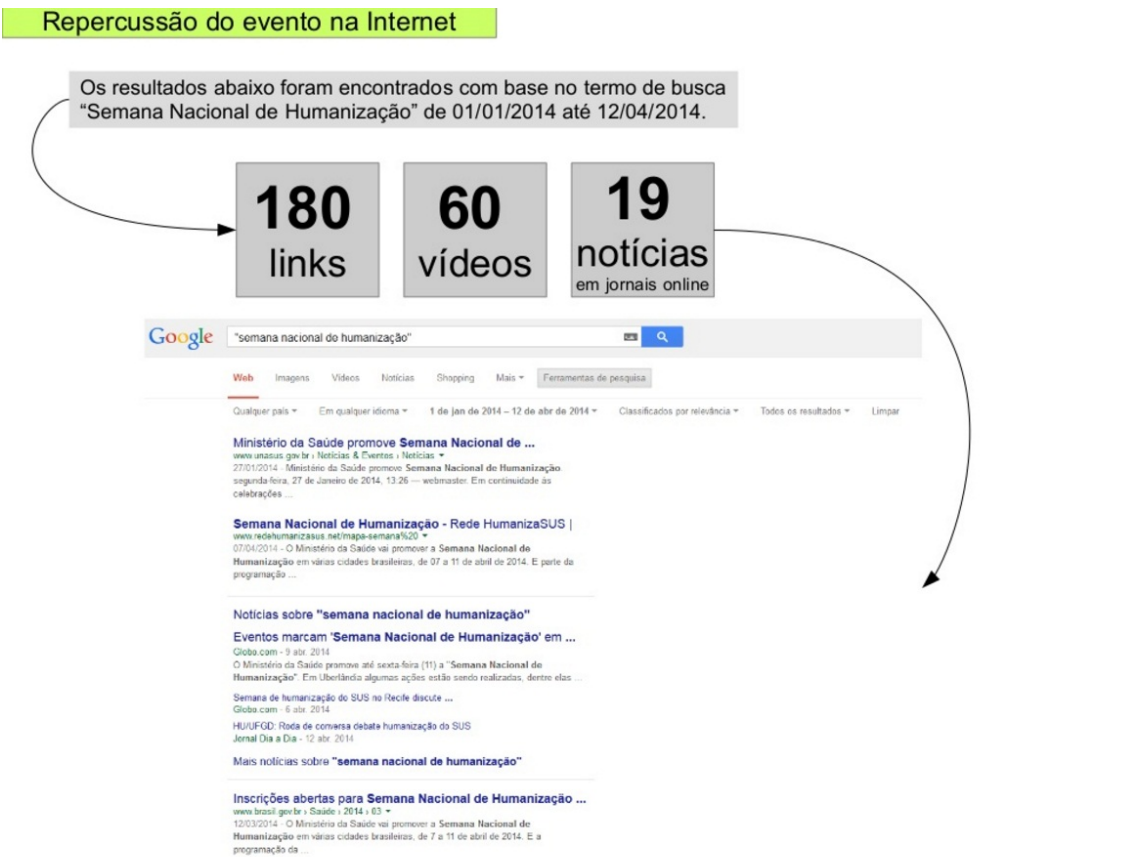 Repercussão do evento na Internet
Os resultados abaixo foram encontrados com base no termo de busca
“Semana Nacional de Humanização” de 01/01/2014 até 12/04/2014.
180
links
60
vídeos
19
notícias
em jornais online
Google "semana nacional de humanização"
Web Imagens Vídeos Notícias Shopping Mais Ferramentas de pesquisa
Qualquer país Em qualquer idioma 1 de jan de 2014 – 12 de abr de 2014 Classificados por relevância Todos os resultados Limpar
Ministério da Saúde promove Semana Nacional de ...
www.unasus.gov.br › Notícias & Eventos › Notícias
27/01/2014 - Ministério da Saúde promove Semana Nacional de Humanização.
segunda-feira, 27 de Janeiro de 2014, 13:26 — webmaster. Em continuidade às
celebrações ...
Semana Nacional de Humanização - Rede HumanizaSUS |
www.redehumanizasus.net/mapa-semana%20
07/04/2014 - O Ministério da Saúde vai promover a Semana Nacional de
Humanização em várias cidades brasileiras, de 07 a 11 de abril de 2014. E parte da
programação ...
Notícias sobre "semana nacional de humanização"
Eventos marcam 'Semana Nacional de Humanização' em ...
Globo.com - 9 abr. 2014
O Ministério da Saúde promove até sexta-feira (11) a "Semana Nacional de
Humanização". Em Uberlândia algumas ações estão sendo realizadas, dentre elas ...
Semana de humanização do SUS no Recife discute ...
Globo.com - 6 abr. 2014
HU/UFGD: Roda de conversa debate humanização do SUS
Jornal Dia a Dia - 12 abr. 2014
Mais notícias sobre "semana nacional de humanização"
Inscrições abertas para Semana Nacional de Humanização ...
www.brasil.gov.br › Saúde › 2014 › 03
12/03/2014 - O Ministério da Saúde vai promover a Semana Nacional de
Humanização em várias cidades brasileiras, de 7 a 11 de abril de 2014. E a
programação da ...